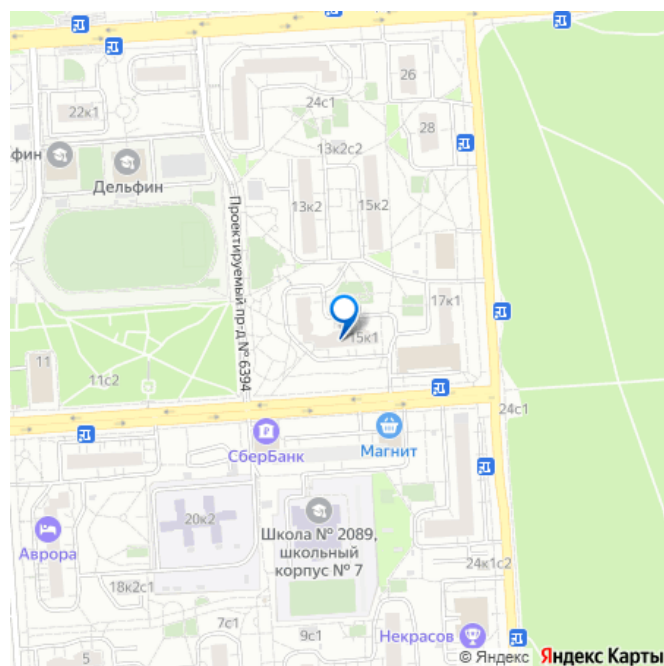 26
24с1
22к1
28
фин
Дельфин
13к2с2
13к2
15к2
Проектируемый пр-д № 6394
17к1
15к1
11
11с2
24с1
СберБанк
Магнит
20к2
Школа № 2089,
школьный
корпус № 7
Аврора
18к2с1
24к1с2
7с1
9с1
5
Некрасов
© Яндекс Яндекс Карты